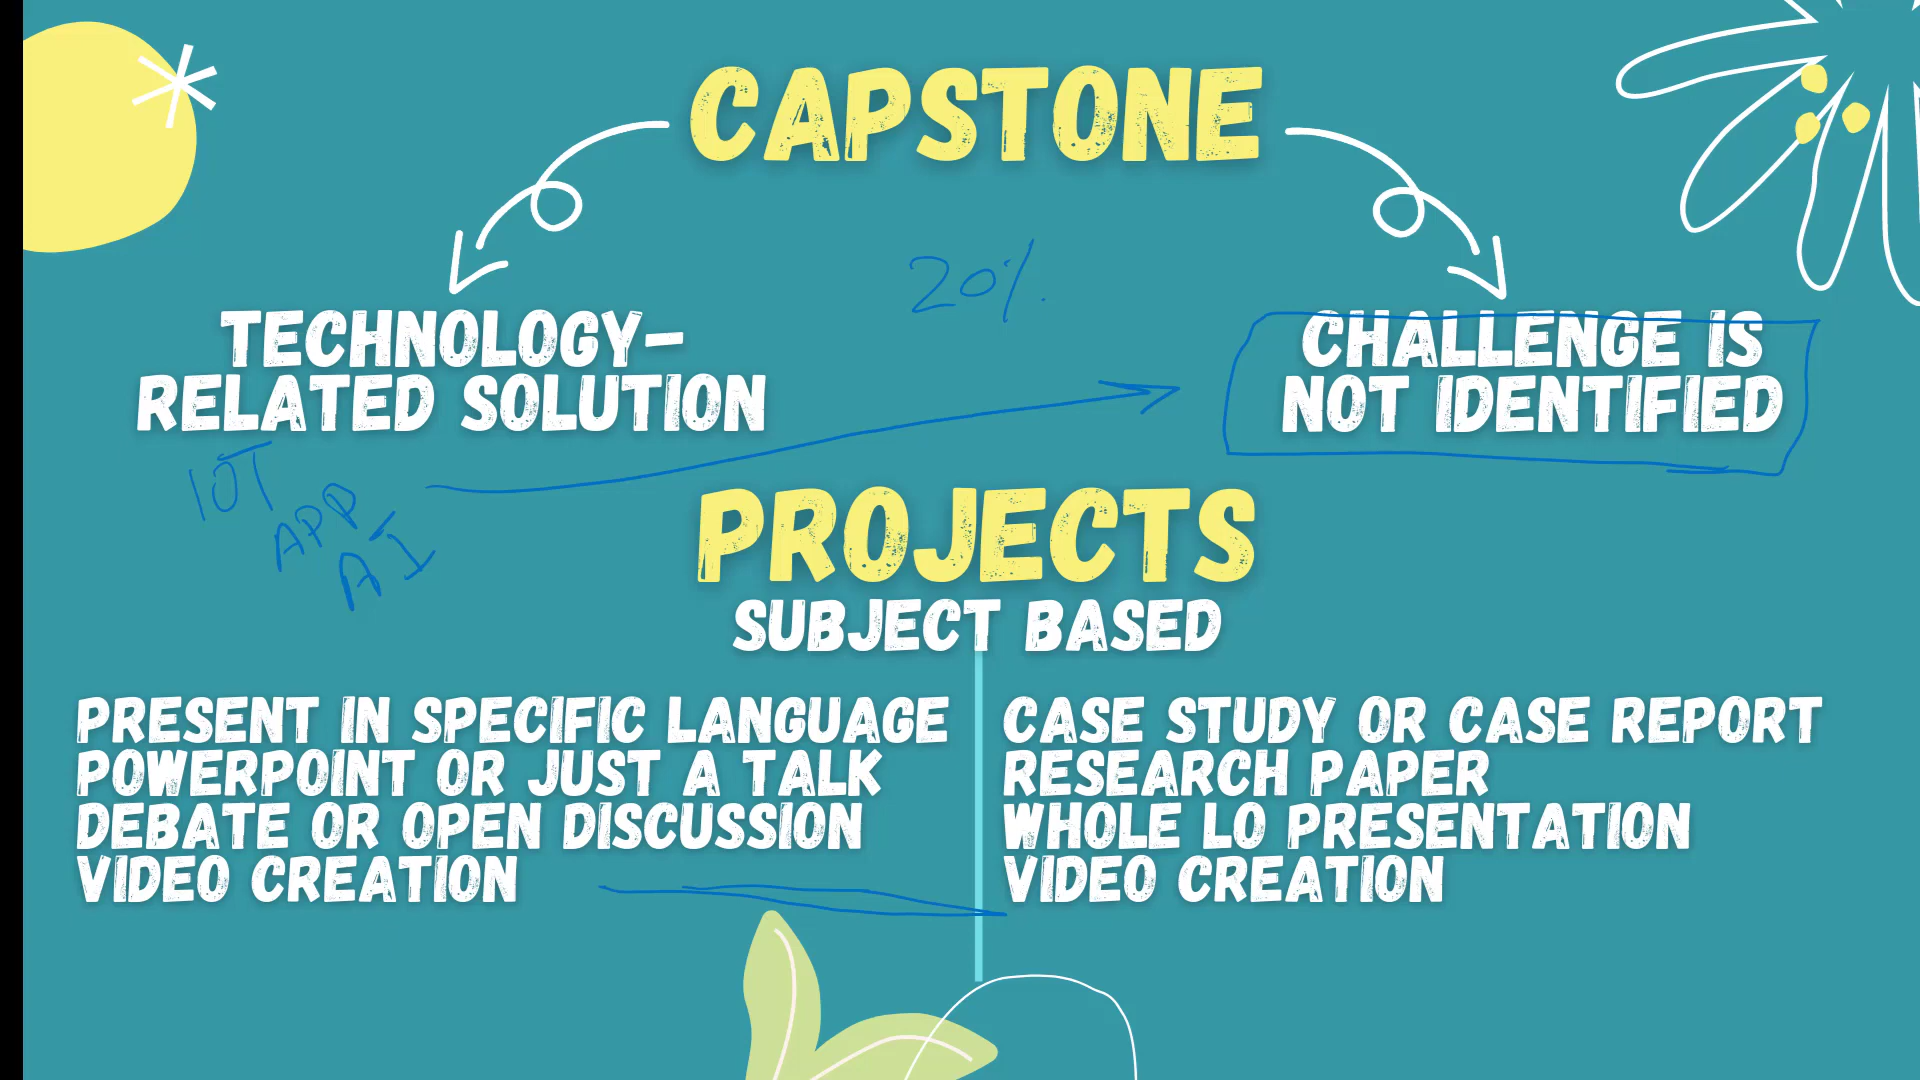 CAPSTONE
20%
TECHNOLOGY-
RELATED SOLUTION
CHALLENGE IS
NOT IDENTIFIED
IOT
APP
AI
PROJECTS
SUBJECT BASED
PRESENT IN SPECIFIC LANGUAGE
POWERPOINT OR JUST A TALK
DEBATE OR OPEN DISCUSSION
VIDEO CREATION
CASE STUDY OR CASE REPORT
RESEARCH PAPER
WHOLE LO PRESENTATION
VIDEO CREATION